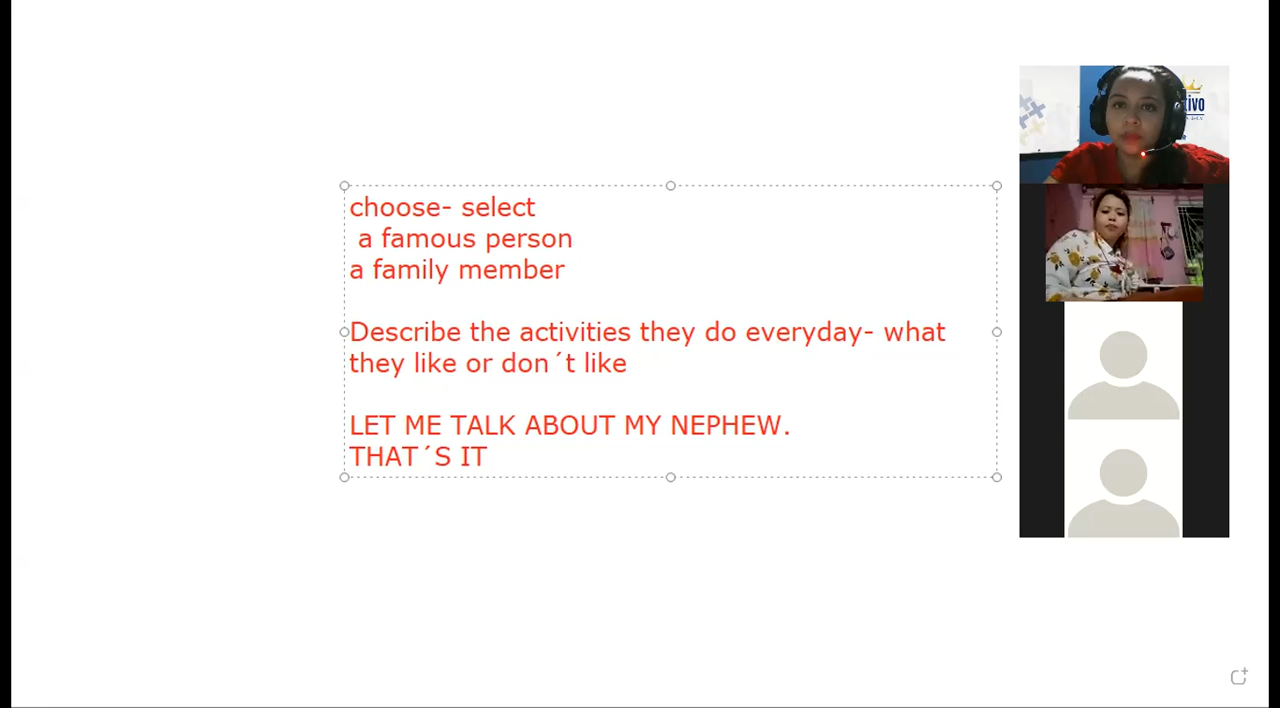 choose- select
a famous person
a family member
Describe the activities they do everyday- what
they like or don´t like
LET ME TALK ABOUT MY NEPHEW.
THAT´S IT